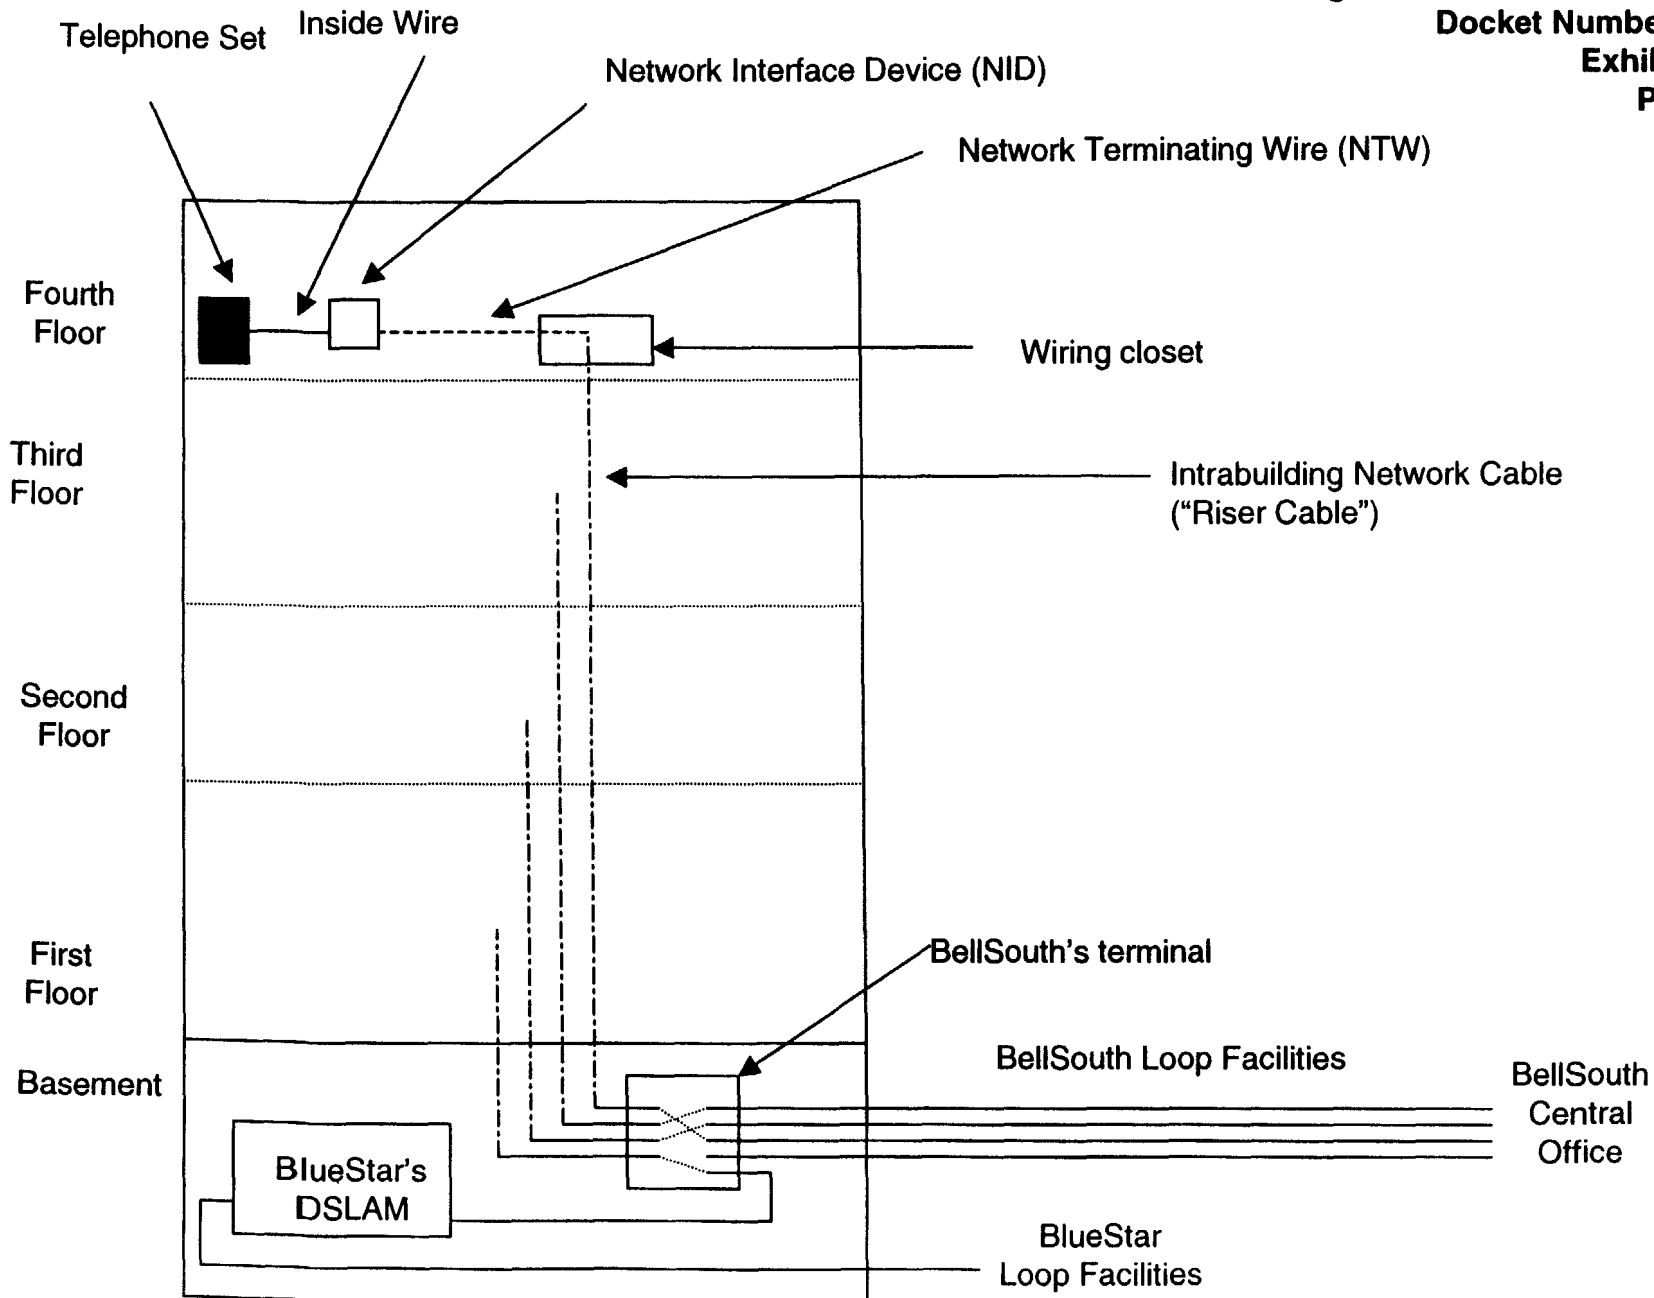 Docket Numbe
Exhil
P
Telephone Set
Inside Wire
Network Interface Device (NID)
Network Terminating Wire (NTW)
Fourth
Floor
Wiring closet
Third
Floor
Intrabuilding Network Cable
(“Riser Cable”)
Second
Floor
First
Floor
BellSouth's terminal
Basement
BellSouth Loop Facilities
BellSouth
Central
Office
BlueStar's
DSLAM
BlueStar
Loop Facilities